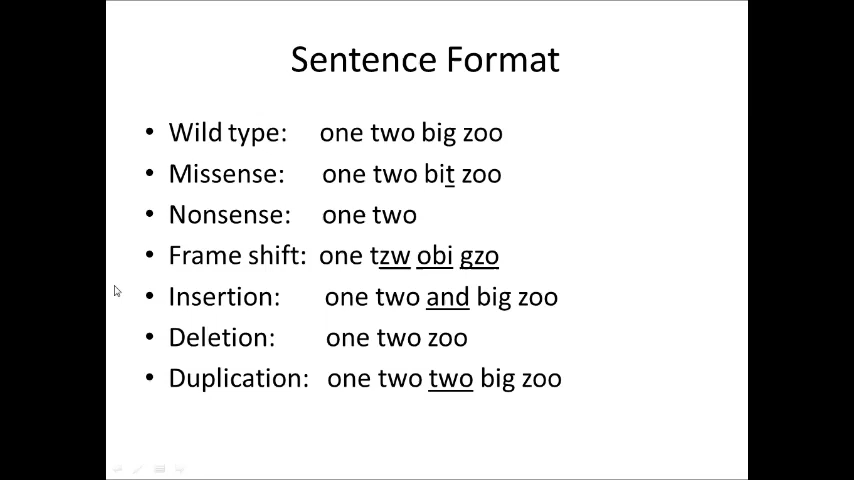 Sentence Format
• Wild type: one two big zoo
• Missense: one two bit zoo
• Nonsense: one two
• Frame shift: one tzw obi gzo
• Insertion: one two and big zoo
• Deletion: one two zoo
• Duplication: one two two big zoo